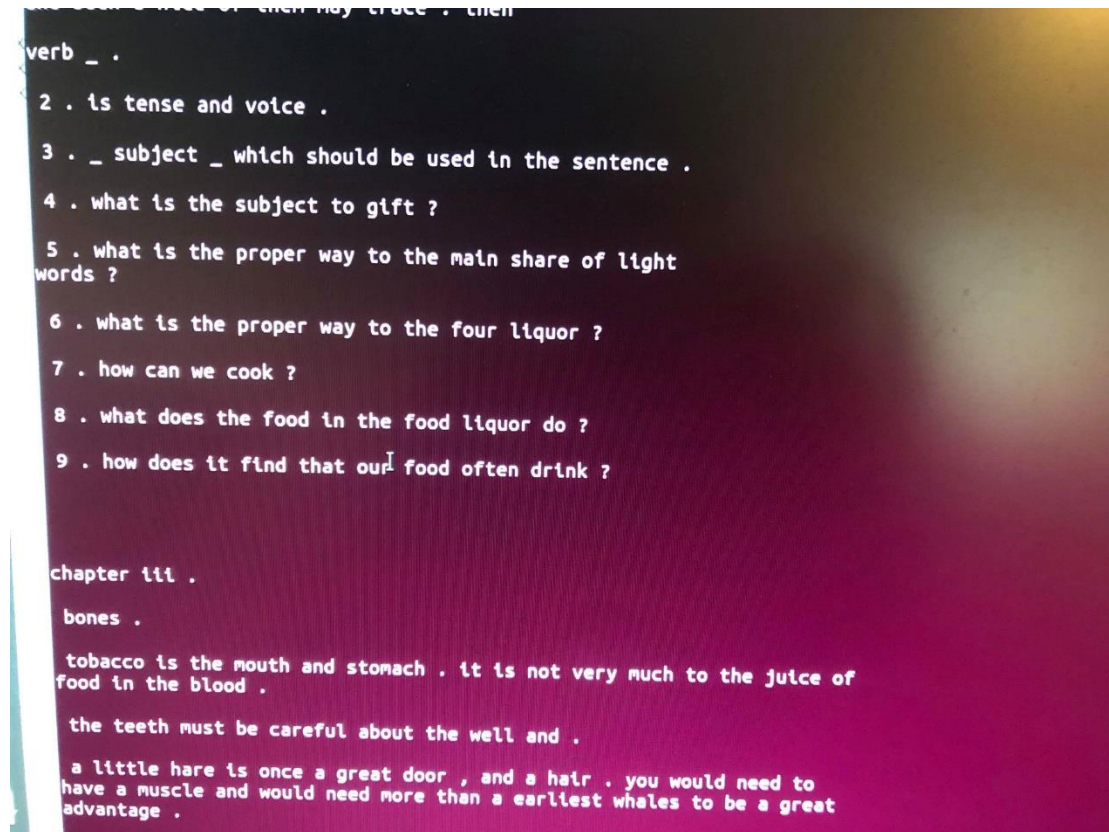 then may trace . then
verb _ .
2 . is tense and voice .
3 . _ subject _ which should be used in the sentence .
4 . what is the subject to gift ?
5 . what is the proper way to the main share of light
words ?
6 . what is the proper way to the four liquor ?
7 . how can we cook ?
8 . what does the food in the food liquor do ?
9 . how does it find that our food often drink ?
chapter iii .
bones .
tobacco is the mouth and stomach . it is not very much to the juice of
food in the blood .
the teeth must be careful about the well and .
a little hare is once a great door , and a hair . you would need to
have a muscle and would need more than a earliest whales to be a great
advantage .